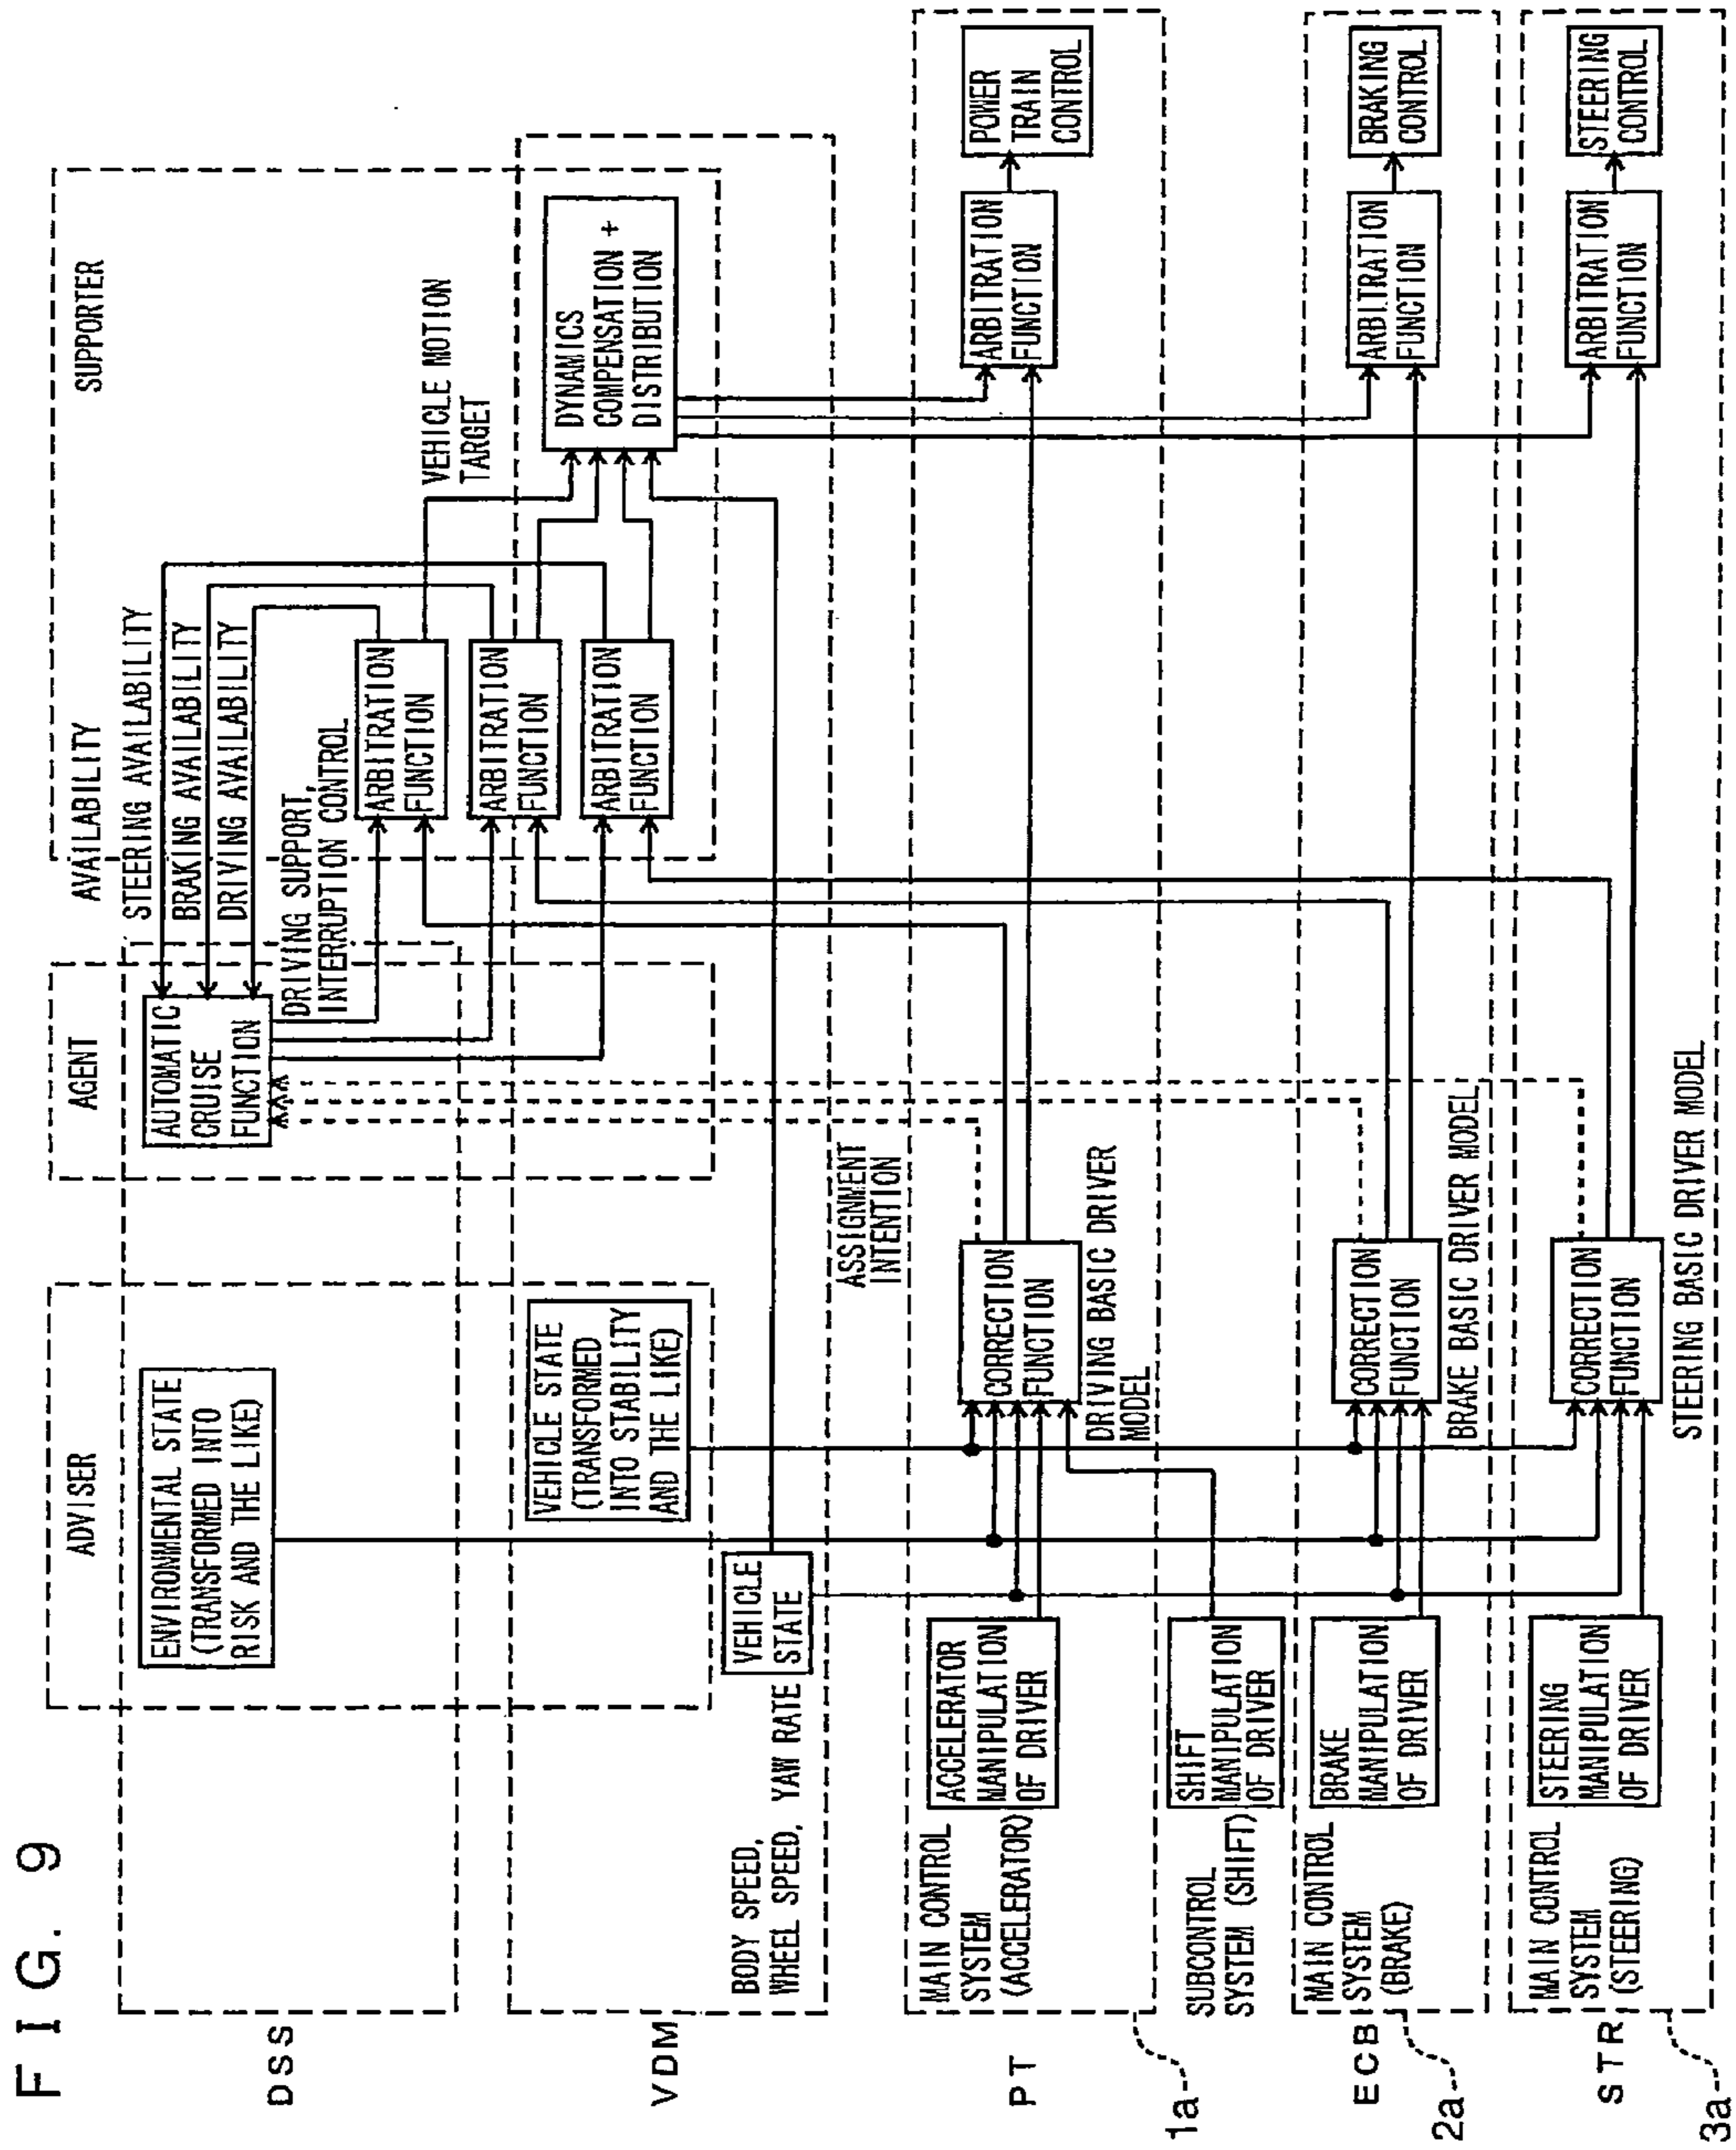 FIG. 9
DSS
VDM
PT
ECB
STR
1a
2a
3a
ADVISER
AGENT
SUPPORTER
AVAILABILITY
STEERING AVAILABILITY
BRAKING AVAILABILITY
DRIVING AVAILABILITY
ENVIRONMENTAL STATE
(TRANSFORMED INTO
RISK AND THE LIKE)
AUTOMATIC
CRUISE
FUNCTION
DRIVING SUPPORT,
INTERRUPTION CONTROL
ARBITRATION
FUNCTION
ARBITRATION
FUNCTION
ARBITRATION
FUNCTION
VEHICLE MOTION
TARGET
DYNAMICS
COMPENSATION +
DISTRIBUTION
VEHICLE STATE
(TRANSFORMED
INTO STABILITY
AND THE LIKE)
BODY SPEED,
WHEEL SPEED, YAW RATE
VEHICLE
STATE
ASSIGNMENT
INTENTION
MAIN CONTROL
SYSTEM
(ACCELERATOR)
ACCELERATOR
MANIPULATION
OF DRIVER
CORRECTION
FUNCTION
DRIVING BASIC DRIVER
MODEL
ARBITRATION
FUNCTION
POWER
TRAIN
CONTROL
SUBCONTROL
SYSTEM (SHIFT)
SHIFT
MANIPULATION
OF DRIVER
MAIN CONTROL
SYSTEM
(BRAKE)
BRAKE
MANIPULATION
OF DRIVER
CORRECTION
FUNCTION
BRAKE BASIC DRIVER MODEL
ARBITRATION
FUNCTION
BRAKING
CONTROL
MAIN CONTROL
SYSTEM
(STEERING)
STEERING
MANIPULATION
OF DRIVER
CORRECTION
FUNCTION
STEERING BASIC DRIVER MODEL
ARBITRATION
FUNCTION
STEERING
CONTROL